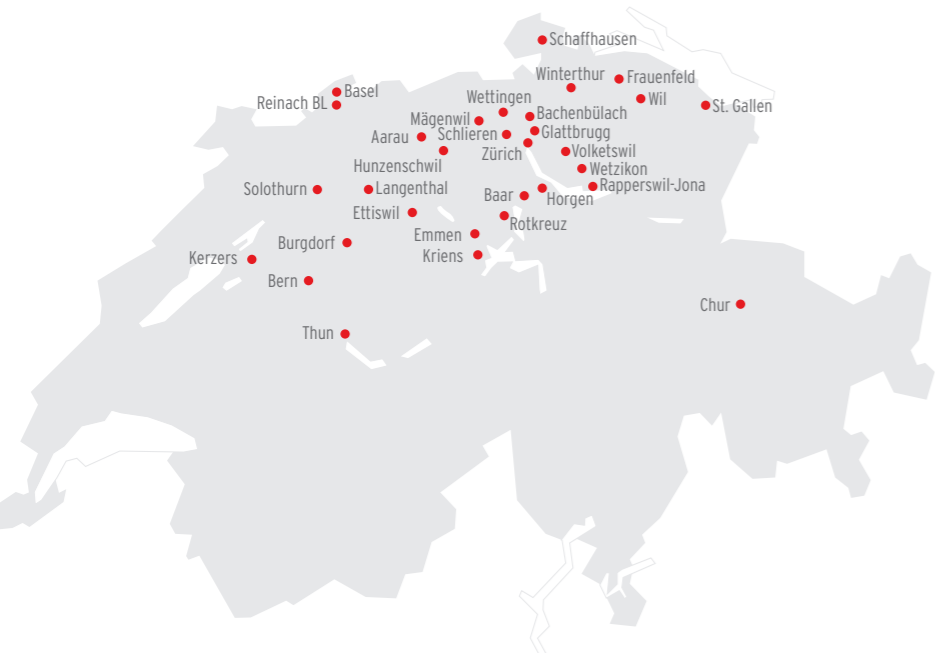 Schaffhausen
Winterthur
Frauenfeld
Basel
Wil
Reinach BL
Wettingen
St. Gallen
Bachenbülach
Mägenwil
Glattbrugg
Aarau
Schlieren
Zürich
Volketswil
Hunzenschwil
Wetzikon
Solothurn
Langenthal
Rapperswil-Jona
Baar
Horgen
Ettiswil
Rotkreuz
Emmen
Burgdorf
Kriens
Kerzers
Bern
Chur
Thun